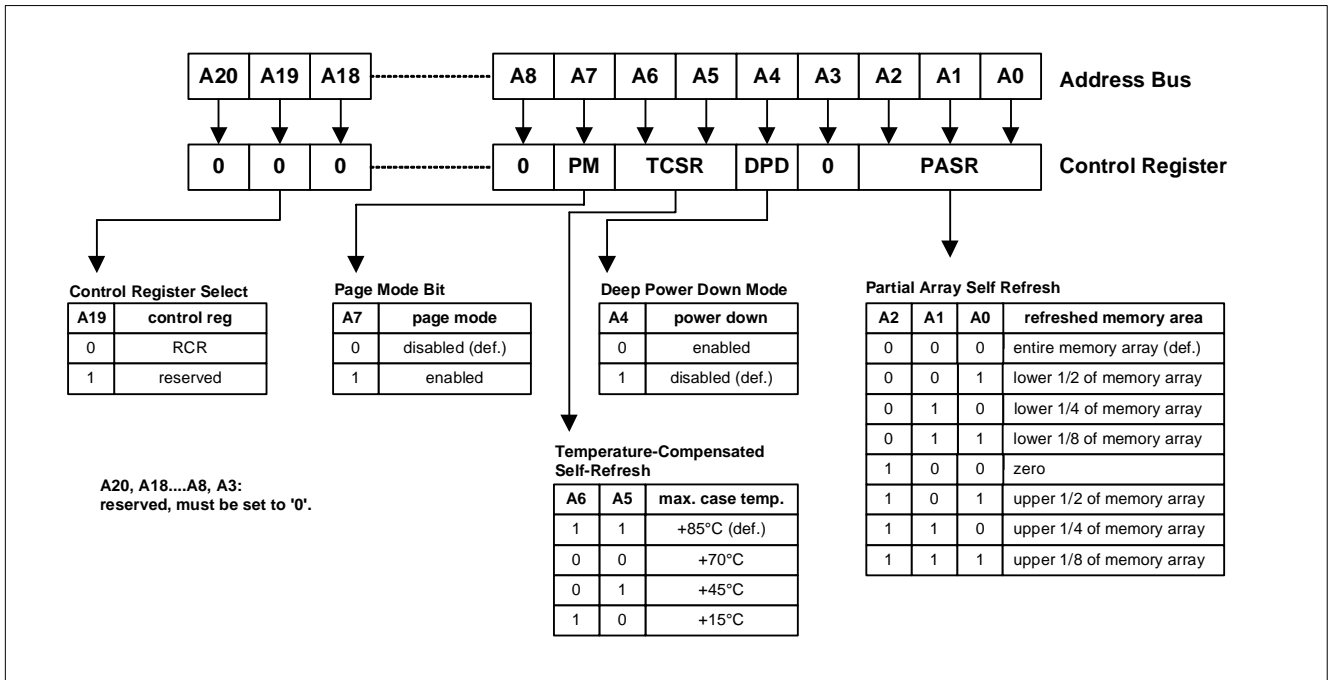 A20 A19 A18 A8 A7 A6 A5 A4 A3 A2 A1 A0 Address Bus
0 0 0 0 PM TCSR DPD 0 PASR Control Register
Control Register Select
A19 control reg
0 RCR
1 reserved
Page Mode Bit
A7 page mode
0 disabled (def.)
1 enabled
Deep Power Down Mode
A4 power down
0 enabled
1 disabled (def.)
Partial Array Self Refresh
A2 A1 A0 refreshed memory area
0 0 0 entire memory array (def.)
0 0 1 lower 1/2 of memory array
0 1 0 lower 1/4 of memory array
0 1 1 lower 1/8 of memory array
1 0 0 zero
1 0 1 upper 1/2 of memory array
1 1 0 upper 1/4 of memory array
1 1 1 upper 1/8 of memory array
A20, A18....A8, A3:
reserved, must be set to '0'.
Temperature-Compensated
Self-Refresh
A6 A5 max. case temp.
1 1 +85°C (def.)
0 0 +70°C
0 1 +45°C
1 0 +15°C